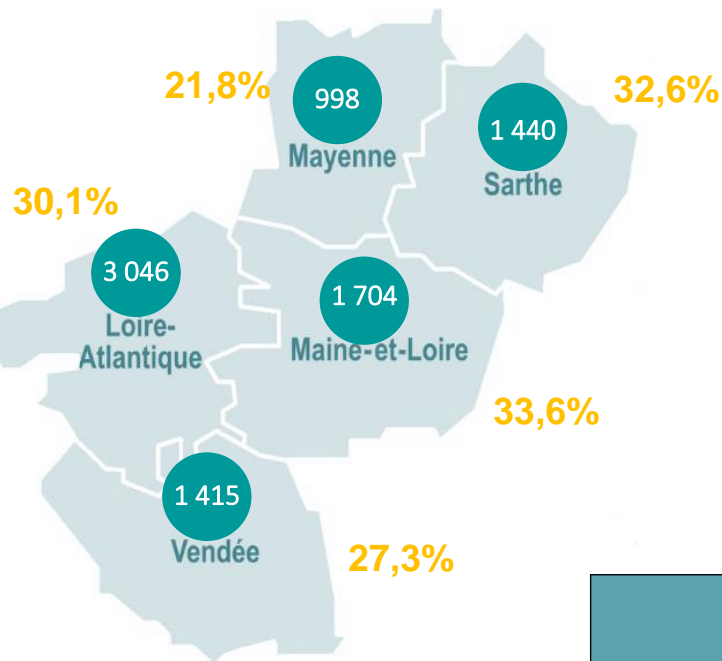 21,8%
998
Mayenne
32,6%
1 440
Sarthe
30,1%
3 046
Loire-
Atlantique
1 704
Maine-et-Loire
33,6%
1 415
Vendée
27,3%